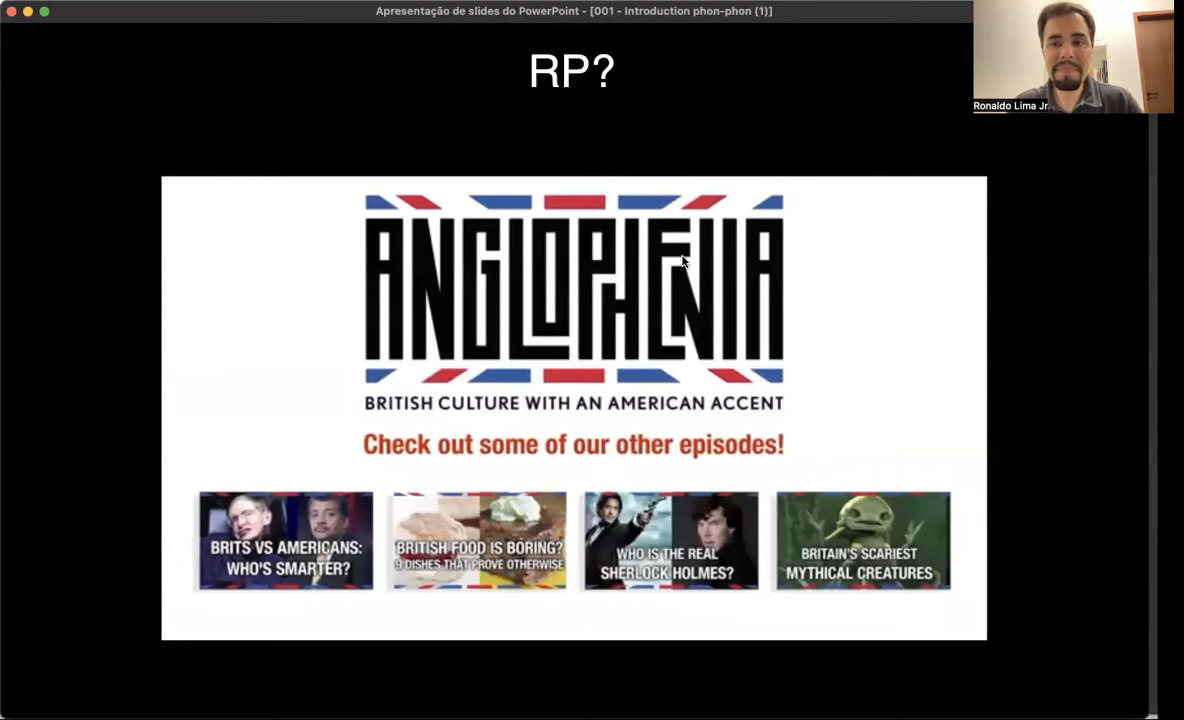 Apresentação de slides do PowerPoint - [001 - Introduction phon-phon (1)]
RP?
Ronaldo Lima Jr
ANGLOPHENIA
BRITISH CULTURE WITH AN AMERICAN ACCENT
Check out some of our other episodes!
BRITS VS AMERICANS:
WHO'S SMARTER?
BRITISH FOOD IS BORING?
9 DISHES THAT PROVE OTHERWISE
WHO IS THE REAL
SHERLOCK HOLMES?
BRITAIN'S SCARIEST
MYTHICAL CREATURES